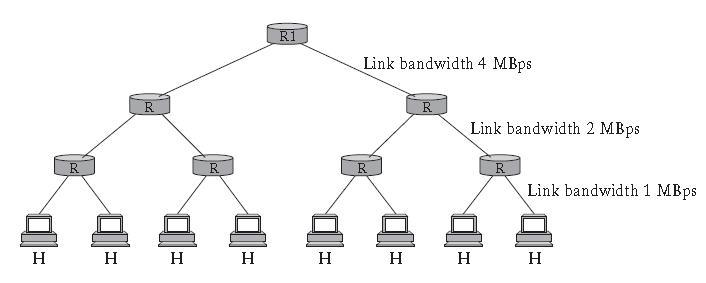 R1
Link bandwidth 4 MBps
R R
Link bandwidth 2 MBps
R R R R
Link bandwidth 1 MBps
H H H H H H H H